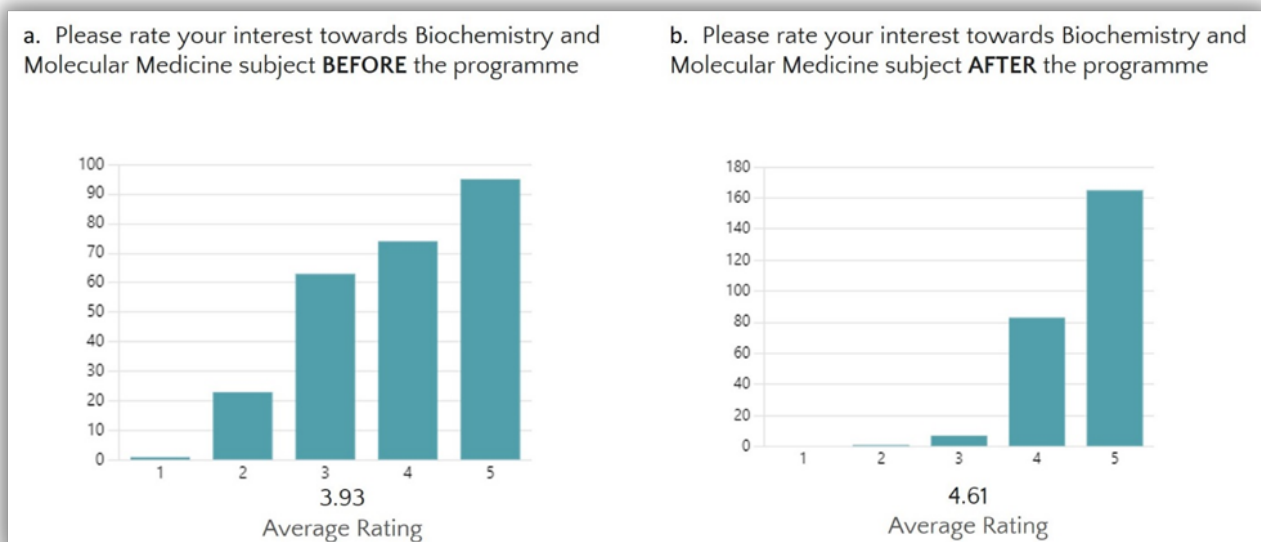 a. Please rate your interest towards Biochemistry and
Molecular Medicine subject BEFORE the programme
100
90
80
70
60
50
40
30
20
10
0
1 2 3 4 5
3.93
Average Rating
b. Please rate your interest towards Biochemistry and
Molecular Medicine subject AFTER the programme
180
160
140
120
100
80
60
40
20
0
1 2 3 4 5
4.61
Average Rating